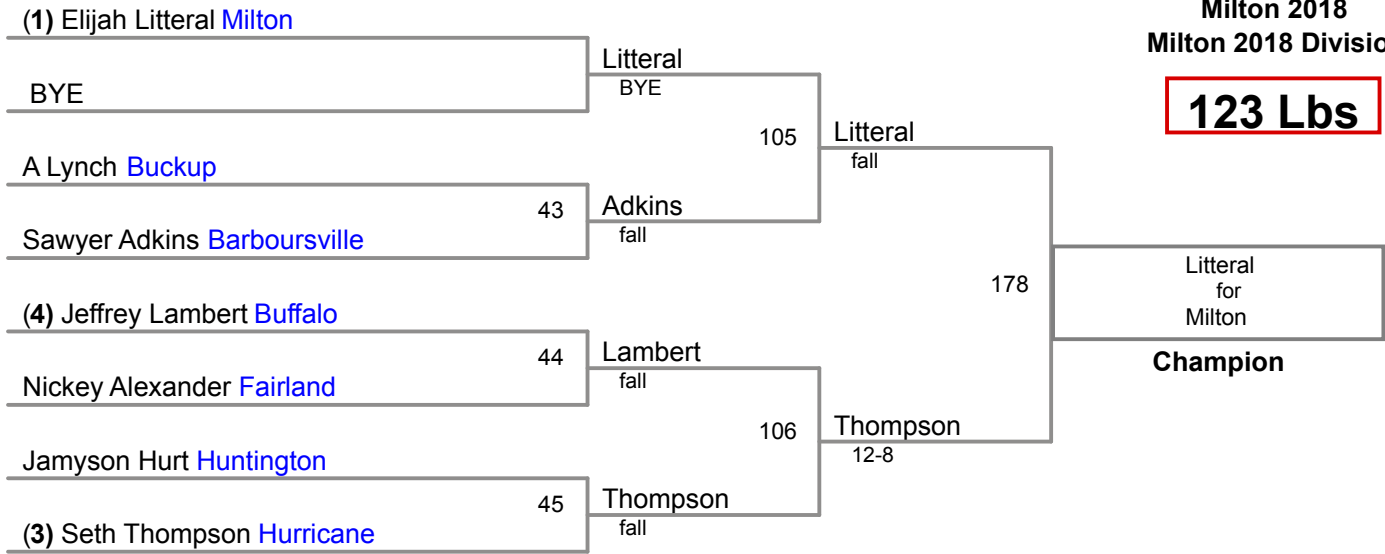 (1) Elijah Litteral Milton
BYE
A Lynch Buckup
Sawyer Adkins Barboursville
(4) Jeffrey Lambert Buffalo
Nickey Alexander Fairland
Jamyson Hurt Huntington
(3) Seth Thompson Hurricane
Litteral
BYE
43
Adkins
fall
44
Lambert
fall
45
Thompson
fall
105
Litteral
fall
106
Thompson
12-8
178
Litteral
for
Milton
Champion
Milton 2018
Milton 2018 Divisio
123 Lbs